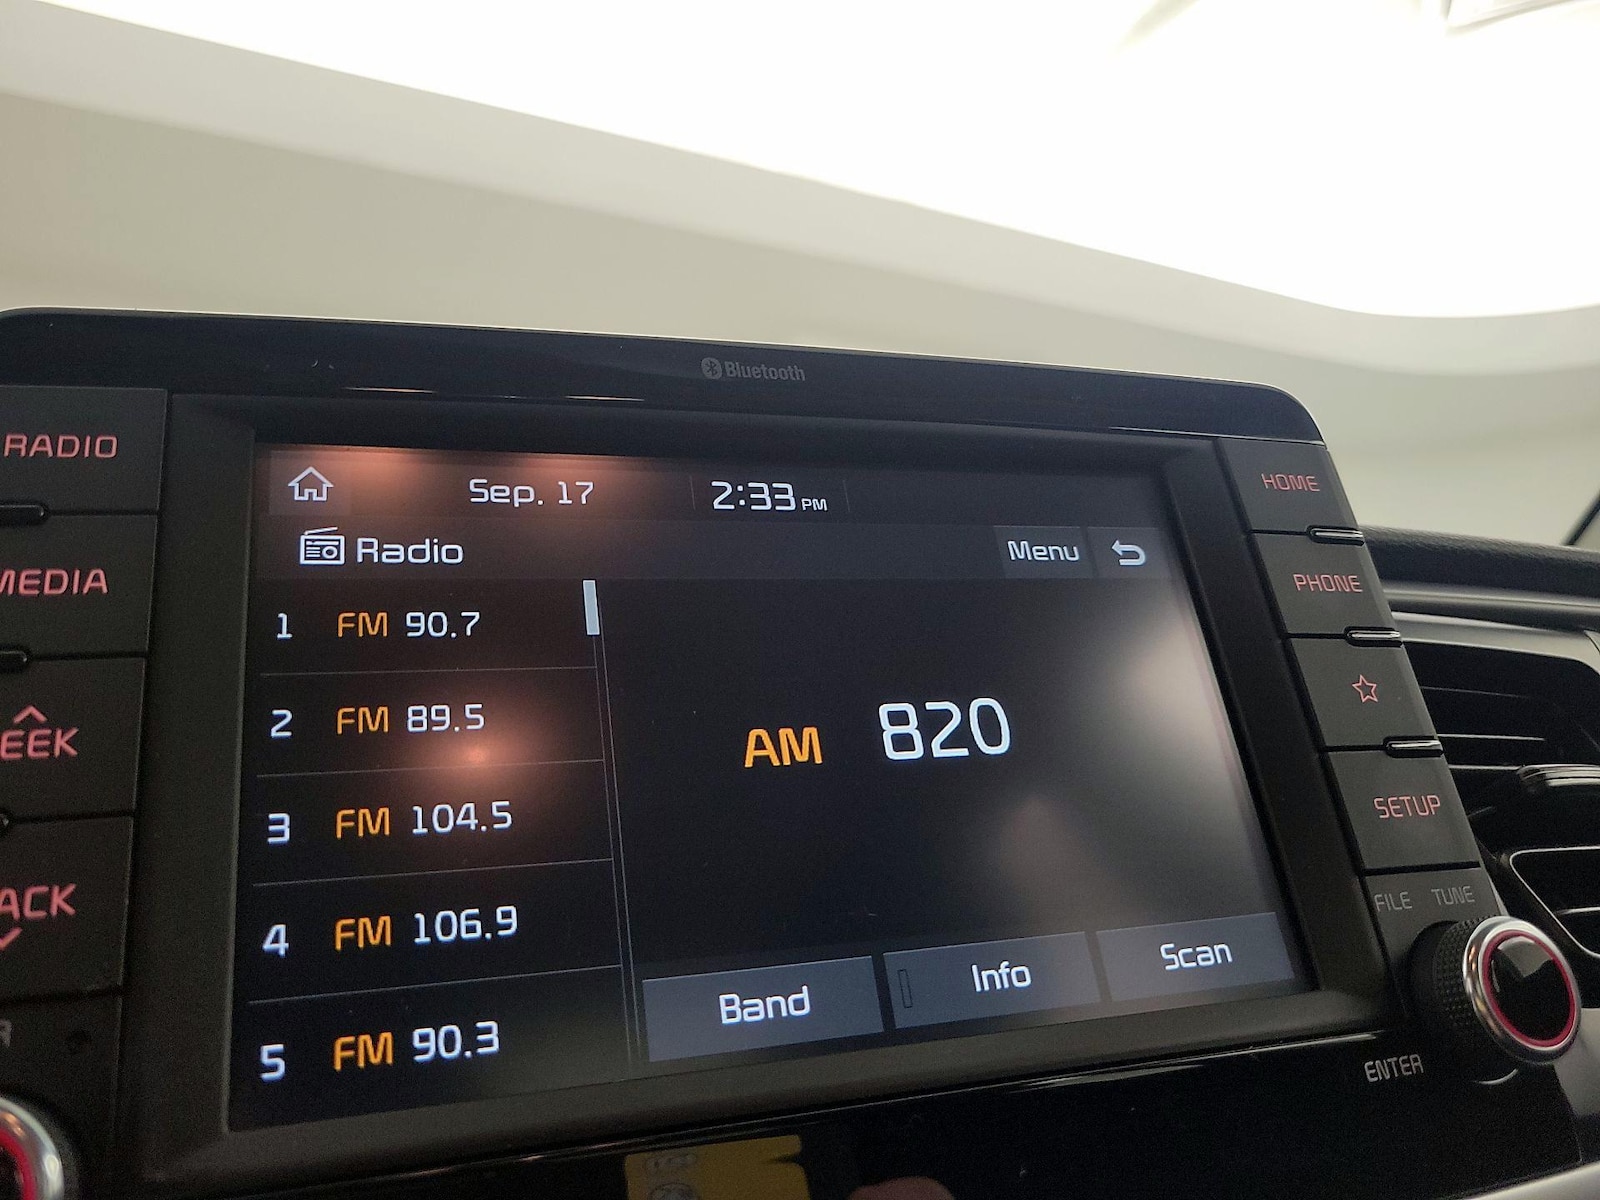 Bluetooth
RADIO
MEDIA
Sep. 17 2:33 PM
Radio Menu
1 FM 90.7
2 FM 89.5
3 FM 104.5
4 FM 106.9
5 FM 90.3
AM 820
Band Info Scan
HOME
PHONE
SETUP
FILE TUNE
ENTER